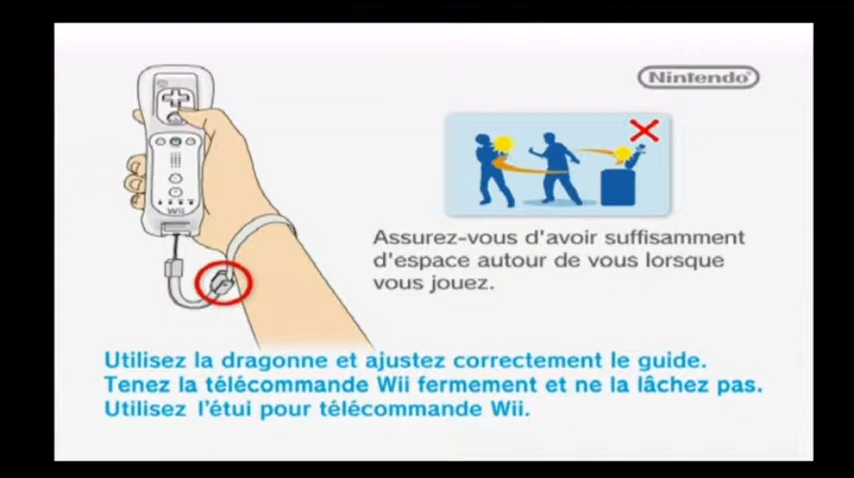 Nintendo®
Wii
Assurez-vous d'avoir suffisamment
d'espace autour de vous lorsque
vous jouez.
Utilisez la dragonne et ajustez correctement le guide.
Tenez la télécommande Wii fermement et ne la lâchez pas.
Utilisez l'étui pour télécommande Wii.